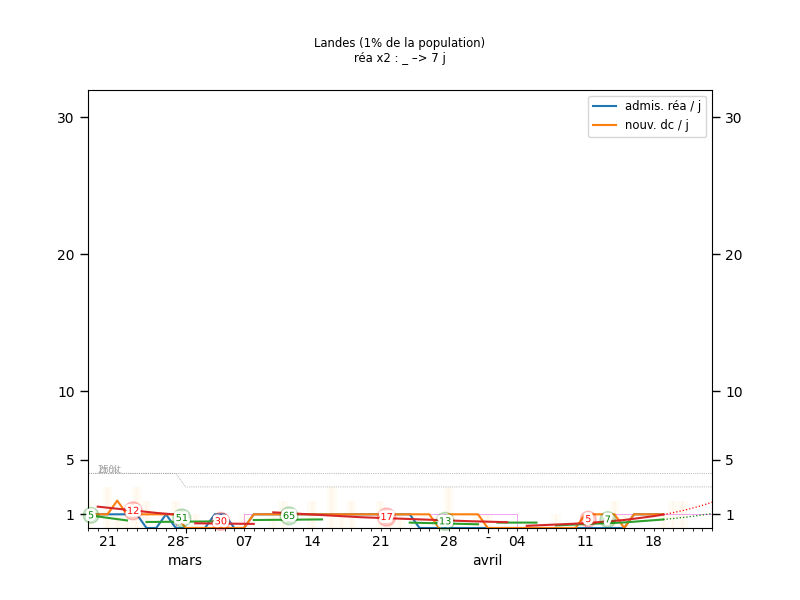 Landes (1% de la population)
réa x2 : _ –> 7 j
admis. réa / j
nouv. dc / j
30 30
20 20
10 10
5 5
1 1
5 12 51 30 65 17 13 5 7
21 28 - 07 14 21 28 - 04 11 18
mars avril